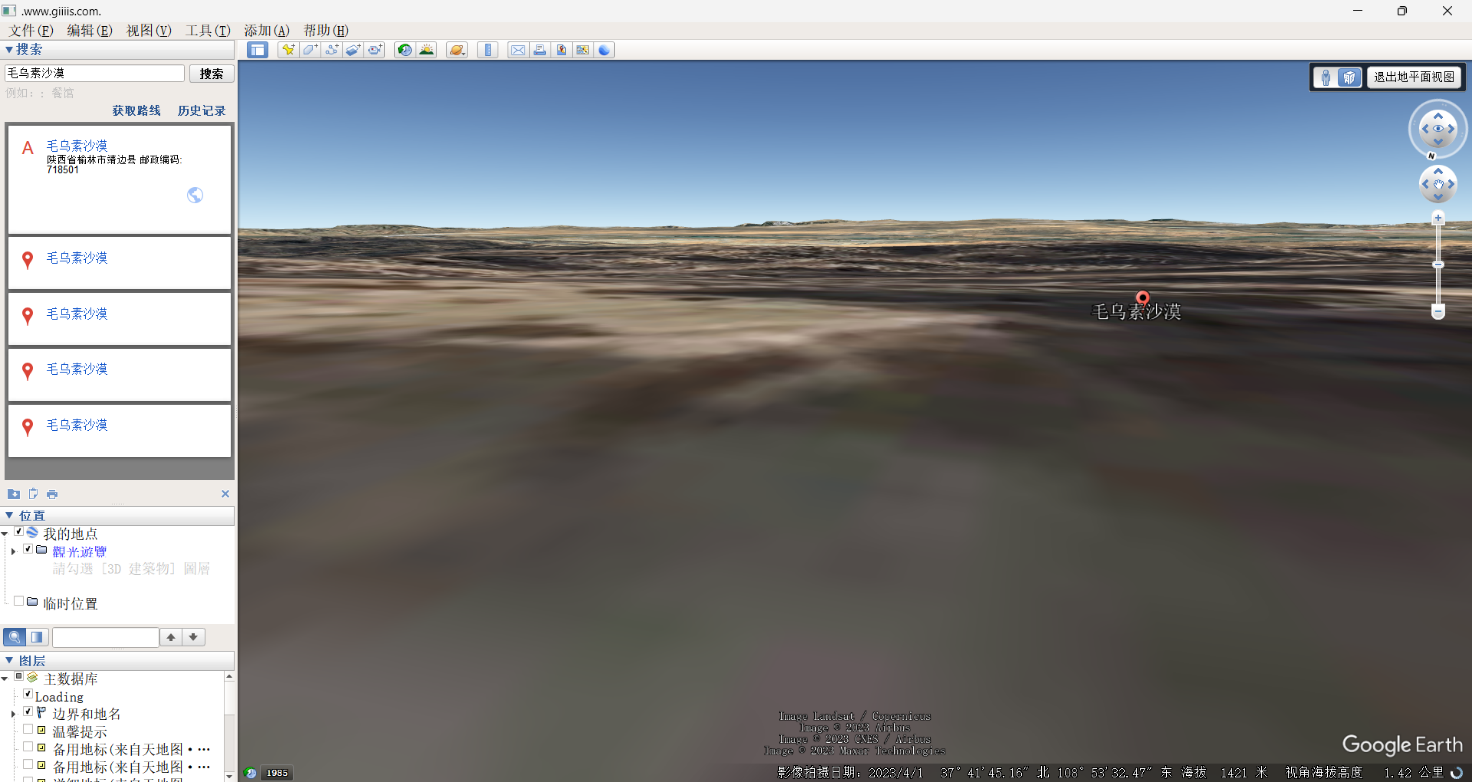 .www.giiiis.com.
文件(F) 编辑(E) 视图(V) 工具(T) 添加(A) 帮助(H)
搜索
毛乌素沙漠
搜索
例如: : 餐馆
获取路线 历史记录
A
毛乌素沙漠
陕西省榆林市靖边县 邮政编码:
718501
毛乌素沙漠
毛乌素沙漠
毛乌素沙漠
毛乌素沙漠
位置
我的地点
觀光遊覽
請勾選 [3D 建築物] 圖層
临时位置
图层
主数据库
Loading
边界和地名
温馨提示
备用地标(来自天地图·…
备用地标(来自天地图·…
退出地平面视图
N
毛乌素沙漠
Image Landsat / Copernicus
Image © 2023 Airbus
Image © 2023 CNES / Airbus
Image © 2023 Maxar Technologies
Google Earth
1985
影像拍摄日期: 2023/4/1 37°41'45.16" 北 108°53'32.47" 东 海拔 1421 米 视角海拔高度 1.42 公里